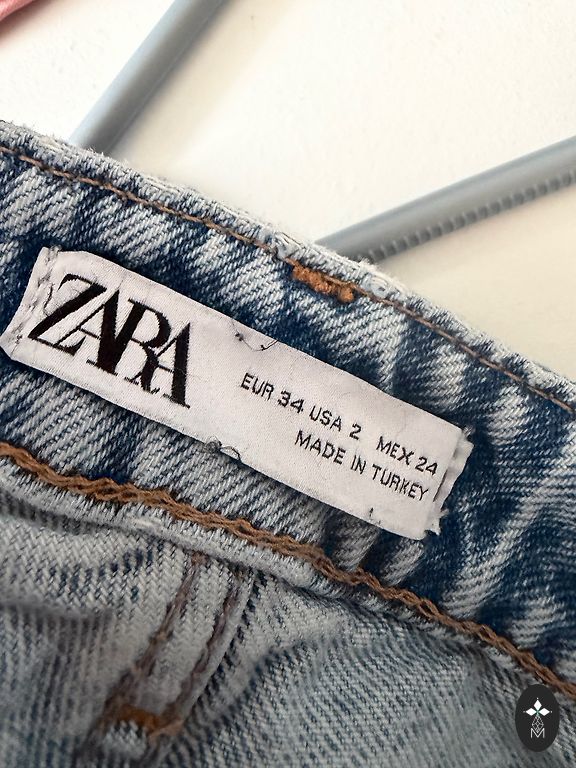 ZARA
EUR 34 USA 2 MEX 24
MADE IN TURKEY
M